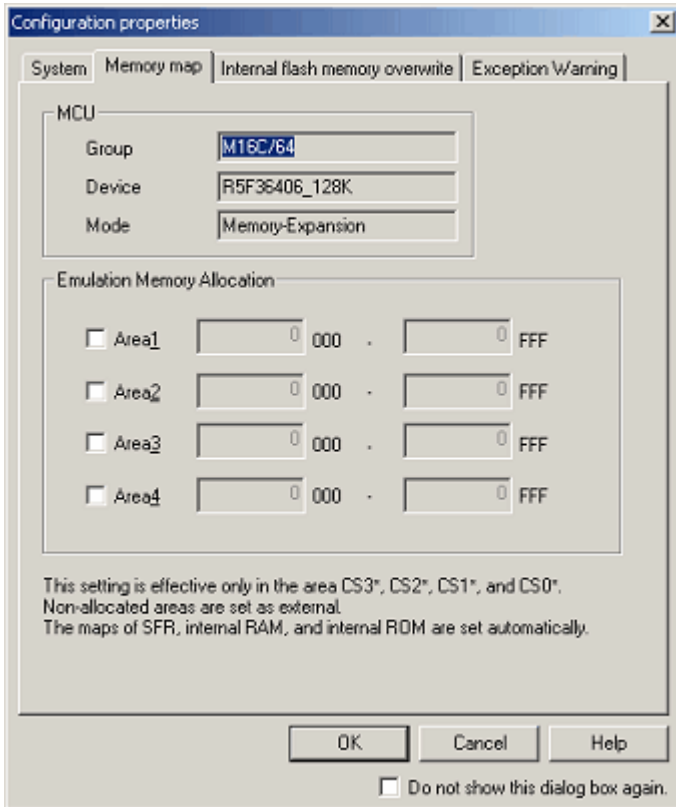 Configuration properties
System Memory map Internal flash memory overwrite Exception Warning
MCU
Group M16C/64
Device R5F36406_128K
Mode Memory-Expansion
Emulation Memory Allocation
Area1 0 000 - 0 FFF
Area2 0 000 - 0 FFF
Area3 0 000 - 0 FFF
Area4 0 000 - 0 FFF
This setting is effective only in the area CS3*, CS2*, CS1*, and CS0*.
Non-allocated areas are set as external.
The maps of SFR, internal RAM, and internal ROM are set automatically.
OK Cancel Help
Do not show this dialog box again.